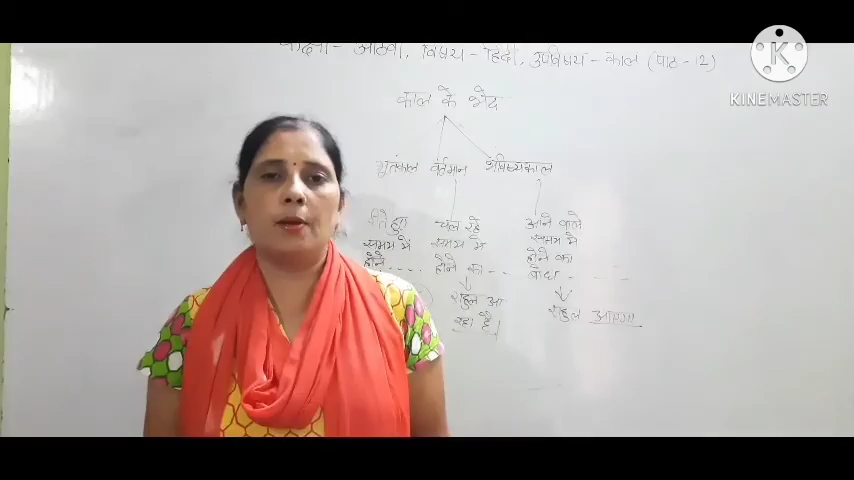 कक्षा - आठवीं, विषय - हिंदी, उपविषय - काल (पाठ - 12)
काल के भेद
भूतकाल वर्तमान भविष्यकाल
चल रहे आने वाले
समय में समय में समय में
होने .... होने का -- होने का
बोध - - - -
राहुल आ
रहा है।
राहुल आएगा
K
KINEMASTER